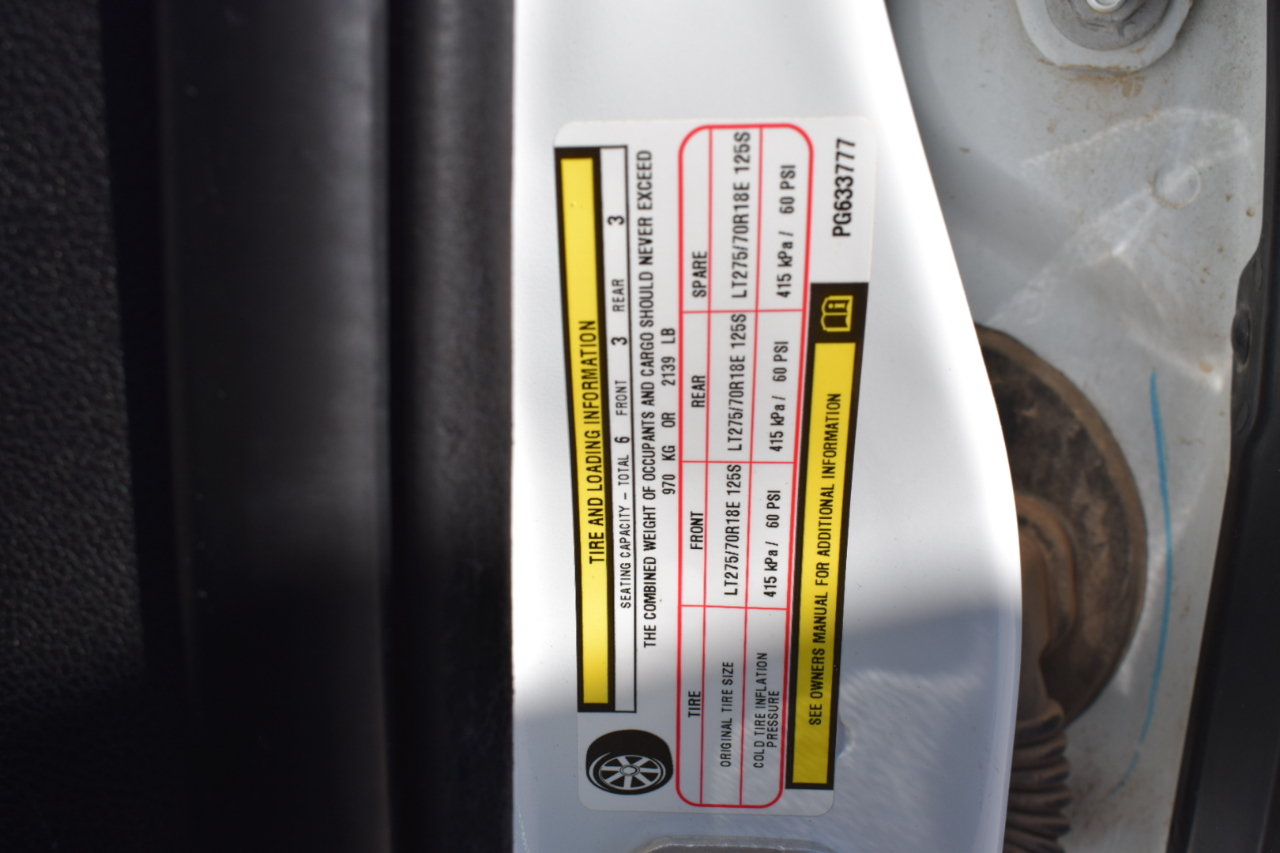 TIRE AND LOADING INFORMATION
SEATING CAPACITY – TOTAL 6 FRONT 3 REAR 3
THE COMBINED WEIGHT OF OCCUPANTS AND CARGO SHOULD NEVER EXCEED
970 KG OR 2139 LB
TIRE FRONT REAR SPARE
ORIGINAL TIRE SIZE LT275/70R18E 125S LT275/70R18E 125S LT275/70R18E 125S
COLD TIRE INFLATION
PRESSURE 415 kPa / 60 PSI 415 kPa / 60 PSI 415 kPa / 60 PSI
SEE OWNERS MANUAL FOR ADDITIONAL INFORMATION
PG633777